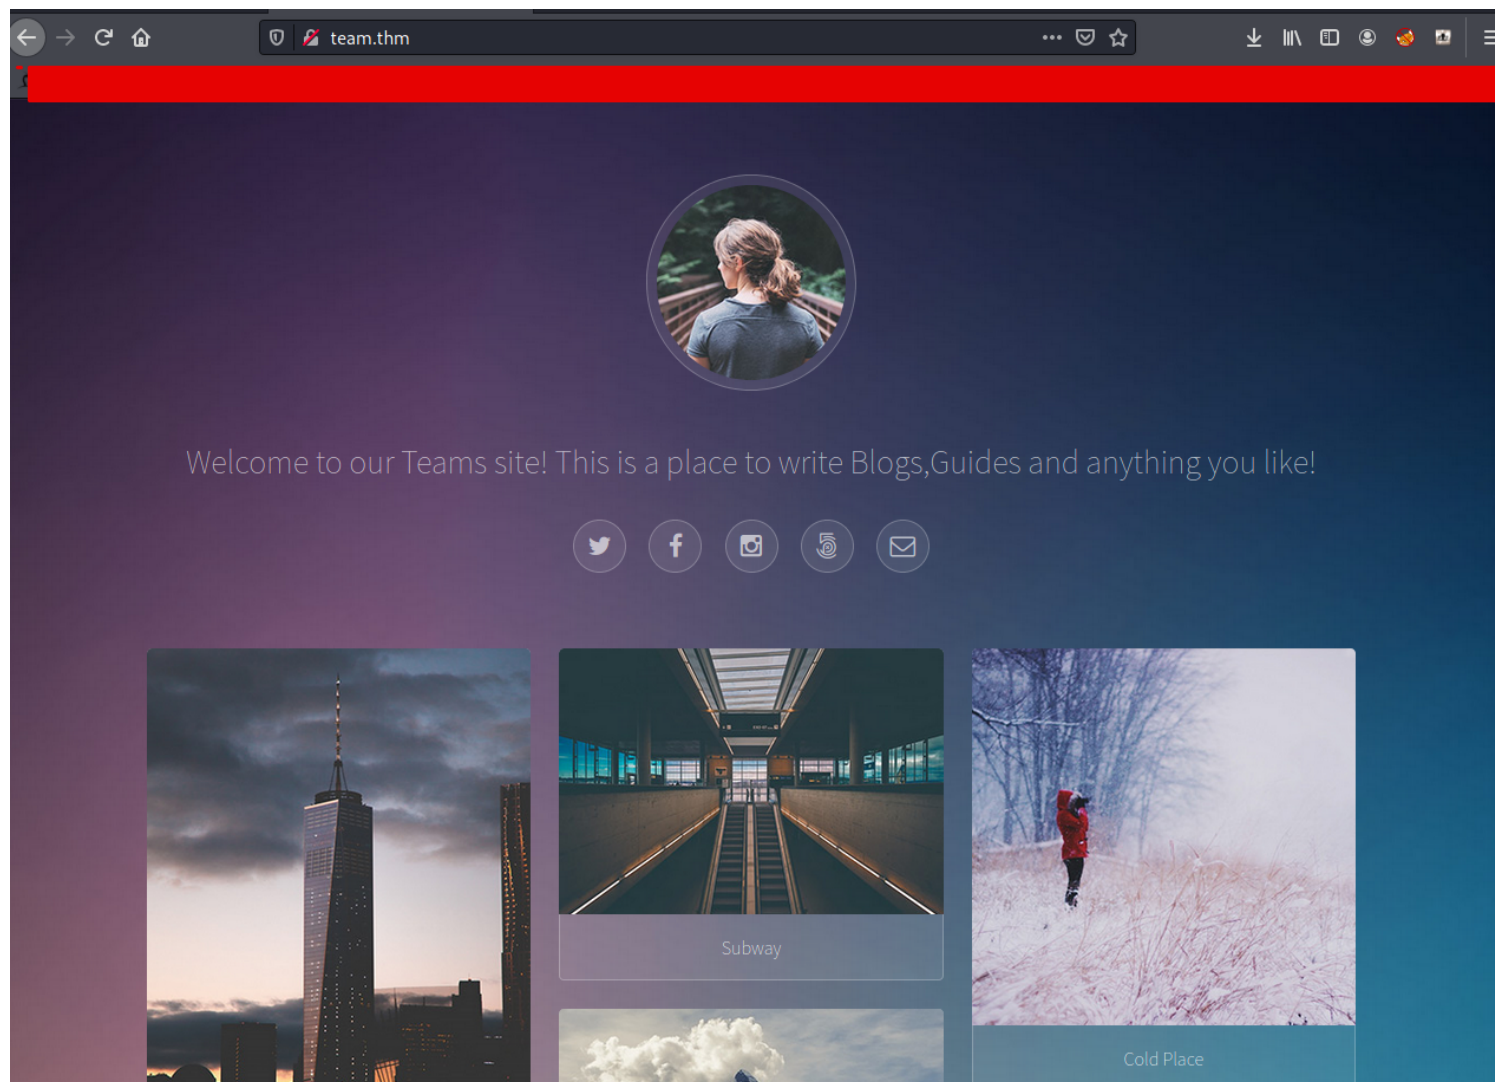 team.thm
Welcome to our Teams site! This is a place to write Blogs,Guides and anything you like!
Subway
Cold Place